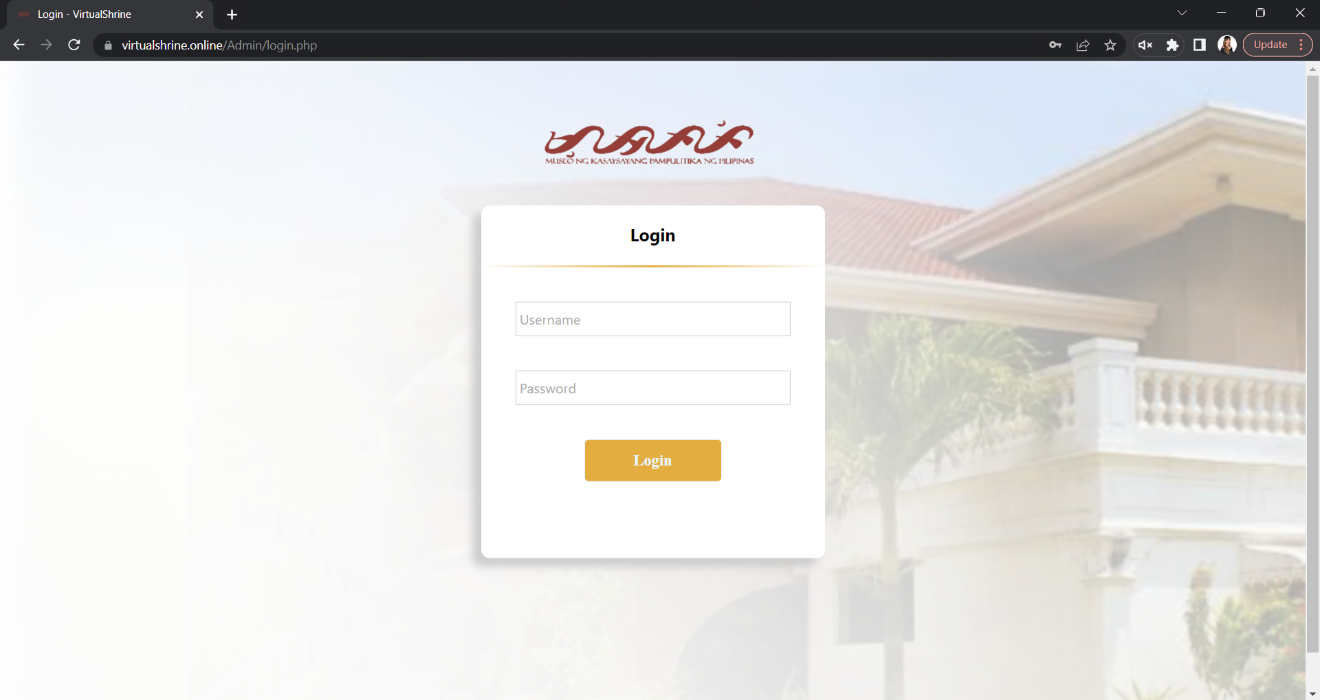 Login - VirtualShrine
virtualshrine.online/Admin/login.php
Update
MUSEO NG KASAYSAYANG PAMPULITIKA NG PILIPINAS
Login
Username
Password
Login